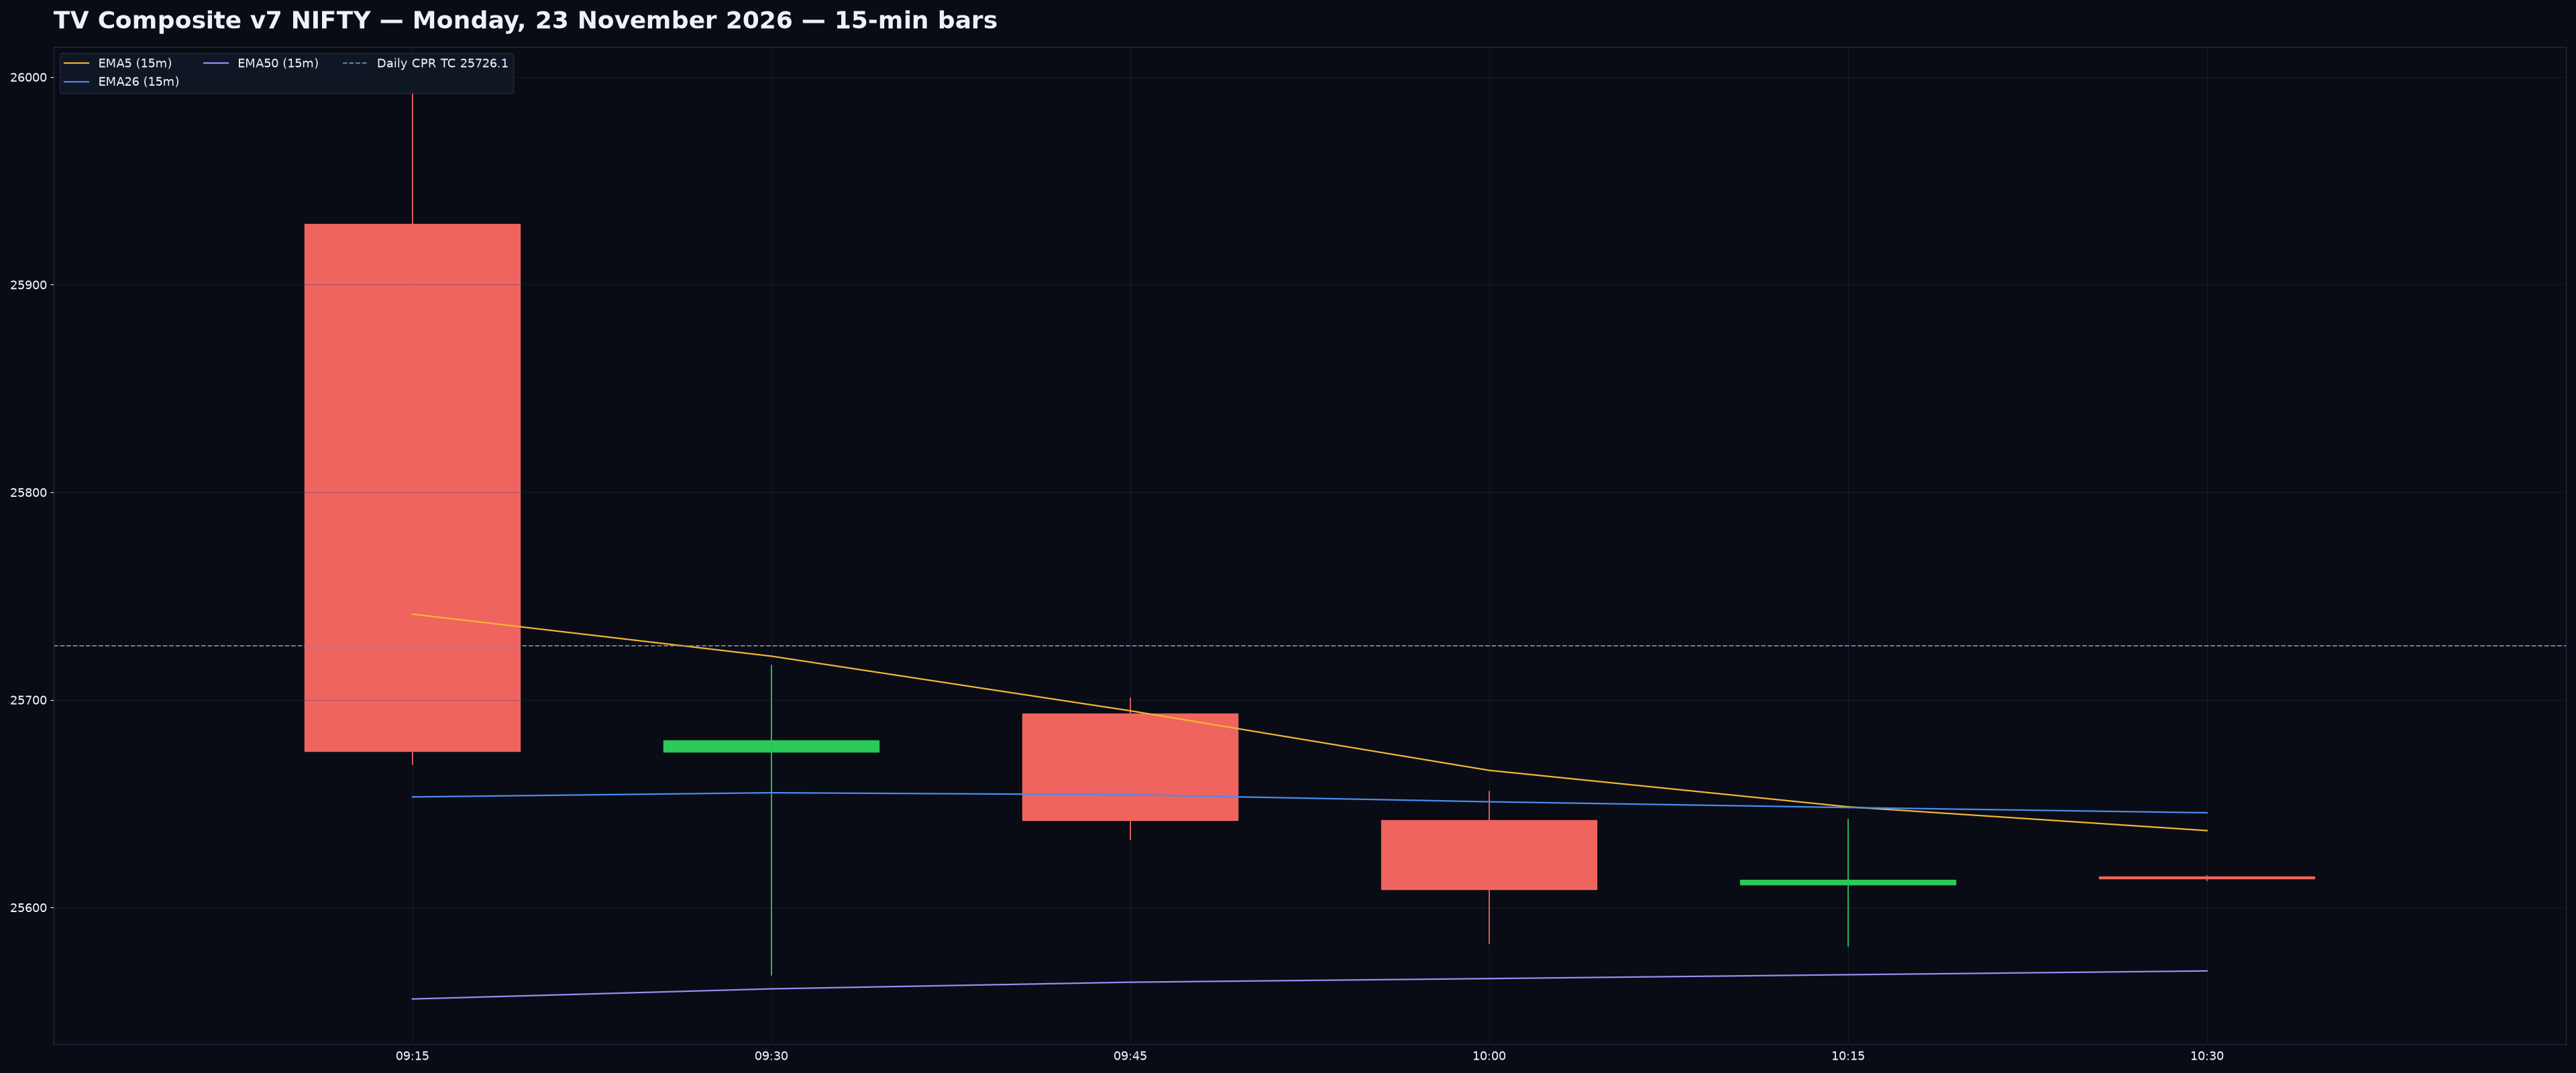 TV Composite v7 NIFTY — Monday, 23 November 2026 — 15-min bars
EMA5 (15m) EMA50 (15m) Daily CPR TC 25726.1
EMA26 (15m)
26000
25900
25800
25700
25600
09:15 09:30 09:45 10:00 10:15 10:30